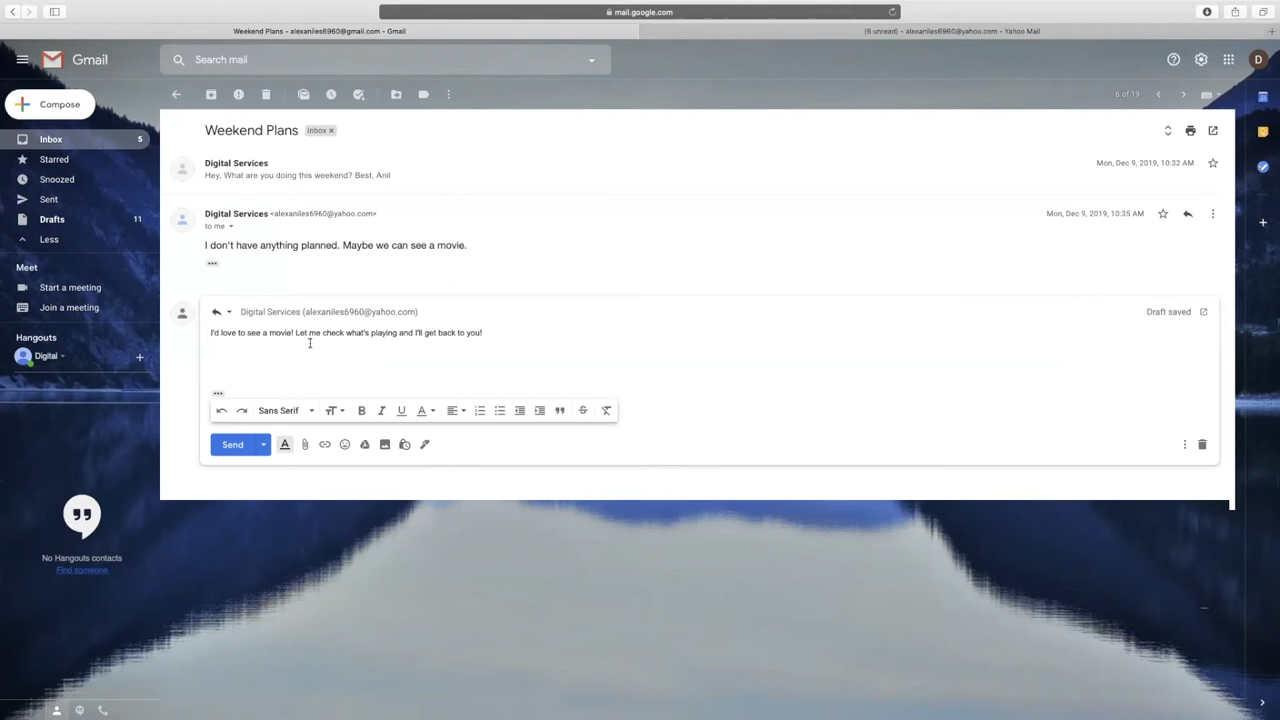 mail.google.com
Weekend Plans - alexaniles6960@gmail.com - Gmail
(6 unread) - alexaniles6960@yahoo.com - Yahoo Mail
Gmail
Search mail
D
Compose
6 of 19
Inbox 5
Starred
Snoozed
Sent
Drafts 11
Less
Meet
Start a meeting
Join a meeting
Hangouts
Digital
No Hangouts contacts
Find someone
Weekend Plans
Inbox
Digital Services
Mon, Dec 9, 2019, 10:32 AM
Hey, What are you doing this weekend? Best, Anil
Digital Services <alexaniles6960@yahoo.com>
Mon, Dec 9, 2019, 10:35 AM
to me
I don't have anything planned. Maybe we can see a movie.
Digital Services (alexaniles6960@yahoo.com)
Draft saved
I'd love to see a movie! Let me check what's playing and I'll get back to you!
Sans Serif
Send